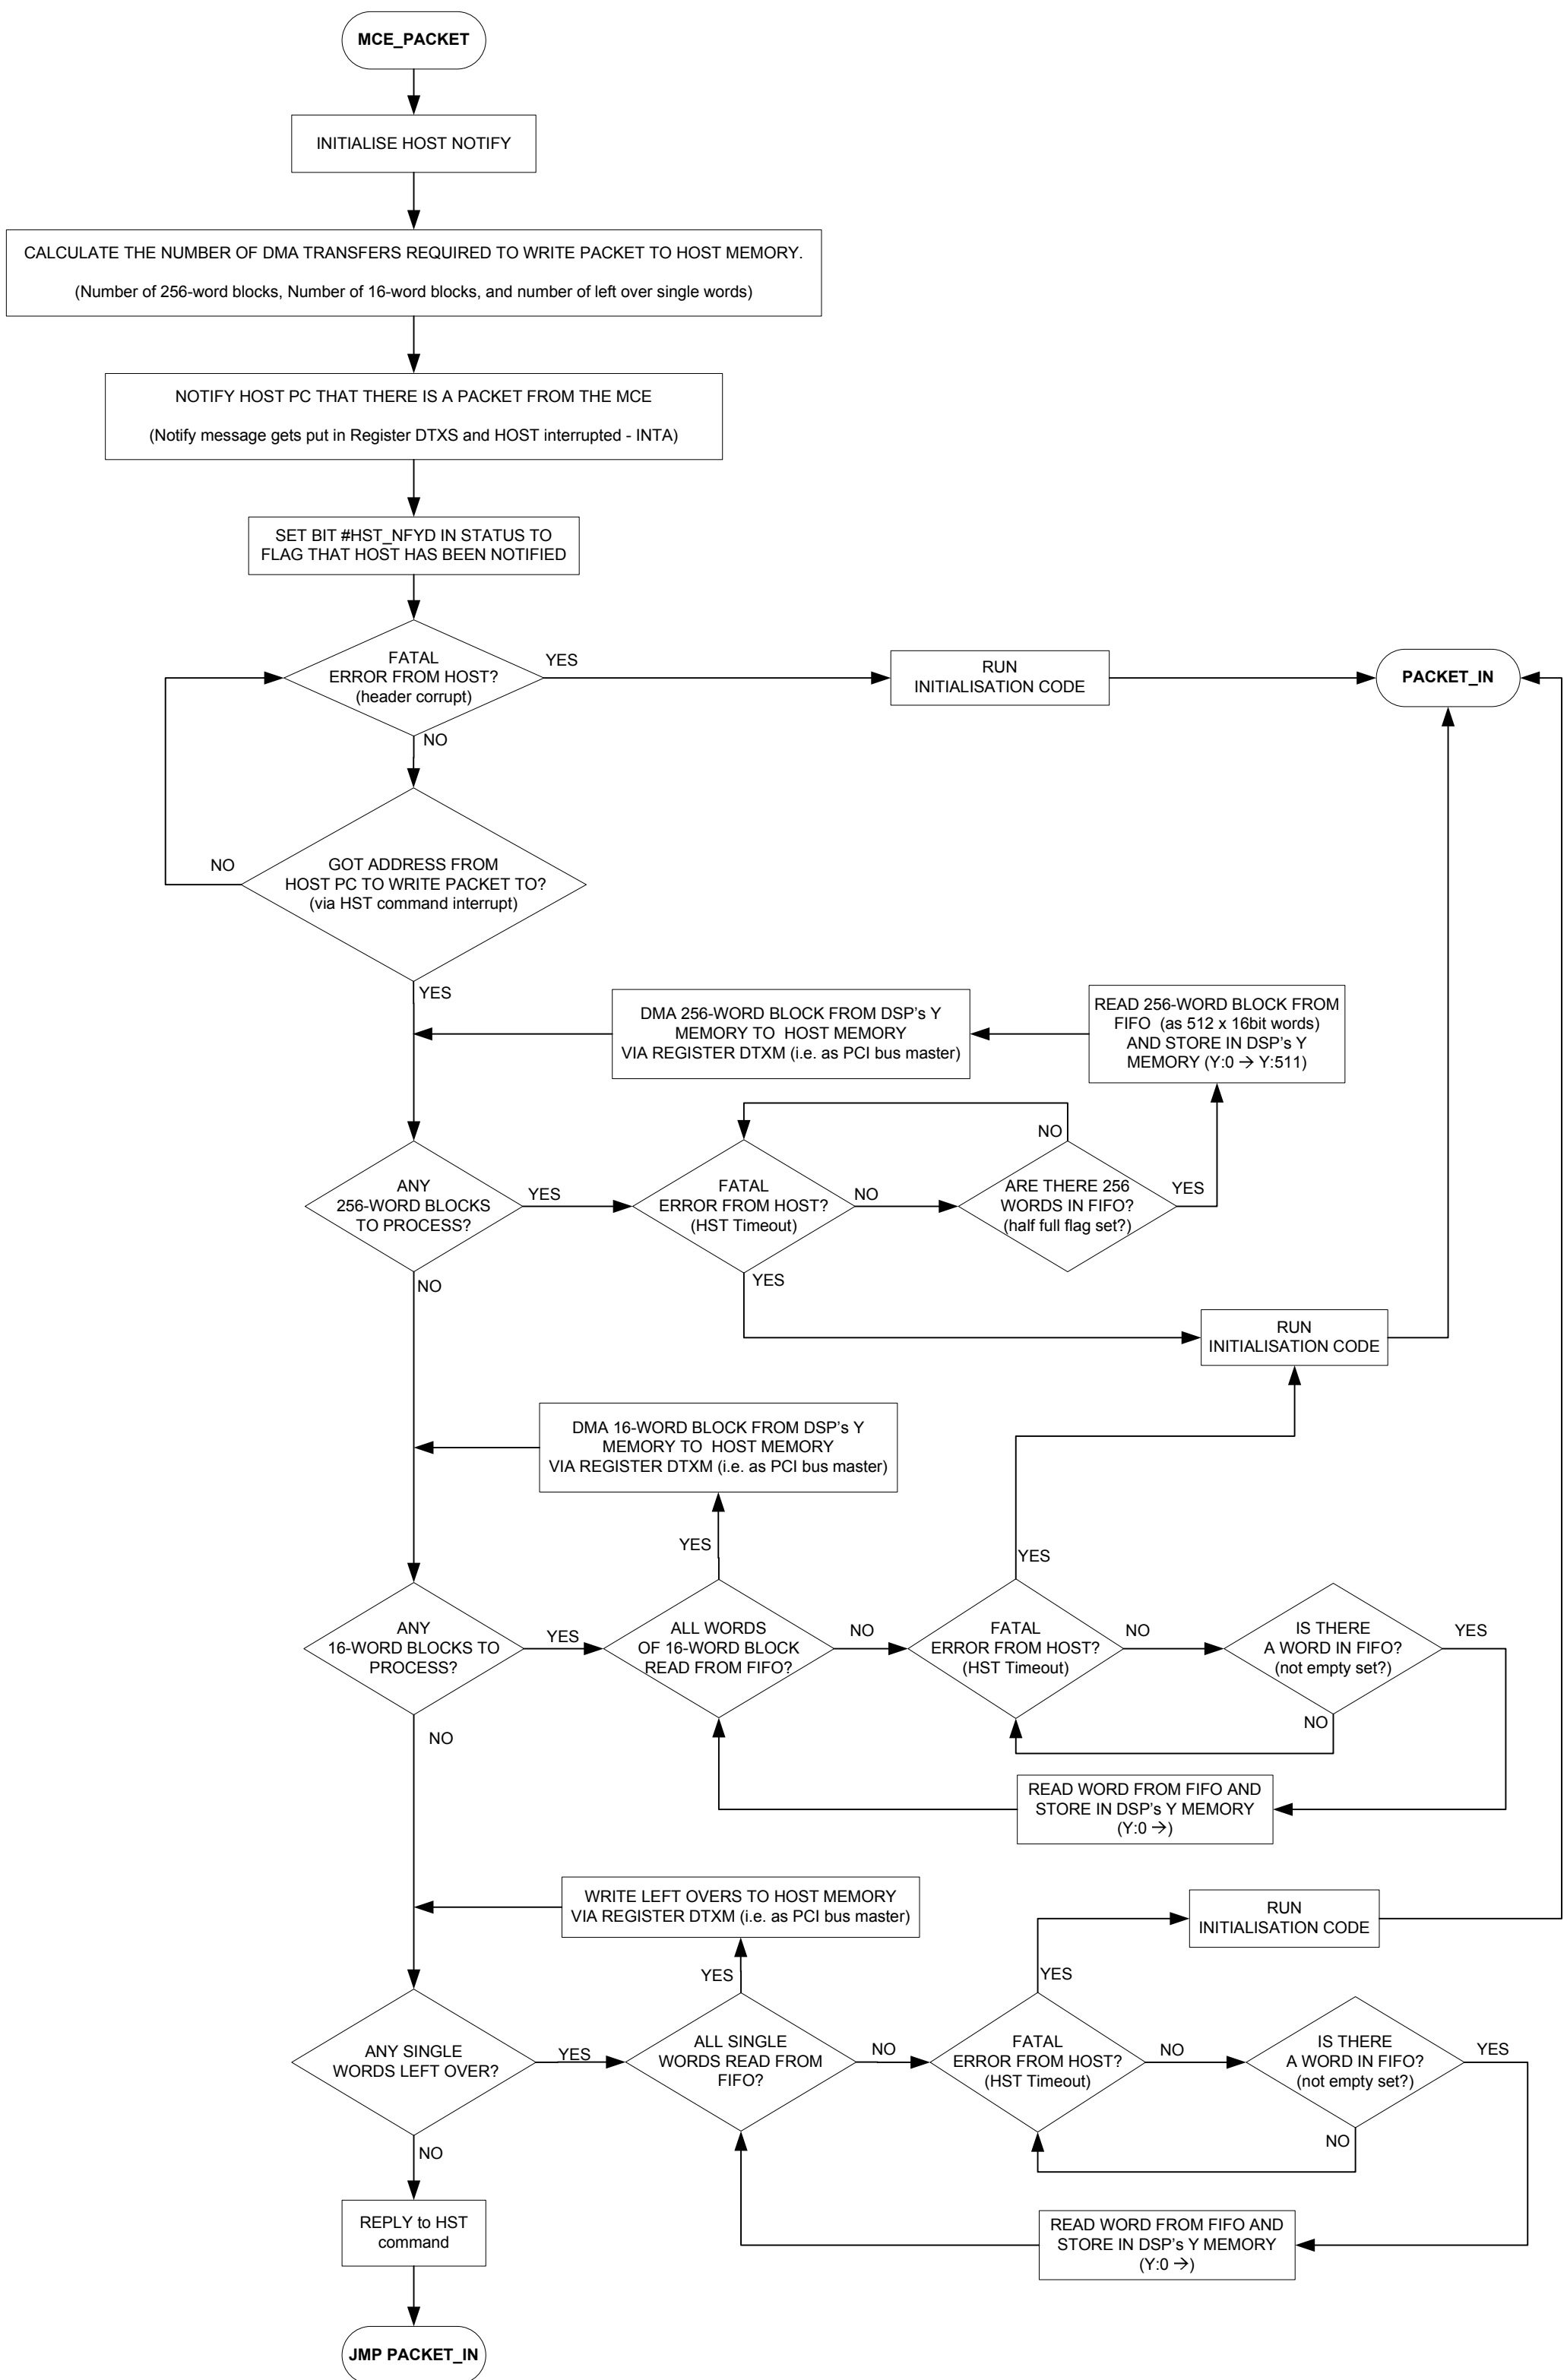 MCE_PACKET
INITIALISE HOST NOTIFY
CALCULATE THE NUMBER OF DMA TRANSFERS REQUIRED TO WRITE PACKET TO HOST MEMORY.
(Number of 256-word blocks, Number of 16-word blocks, and number of left over single words)
NOTIFY HOST PC THAT THERE IS A PACKET FROM THE MCE
(Notify message gets put in Register DTXS and HOST interrupted - INTA)
SET BIT #HST_NFYD IN STATUS TO
FLAG THAT HOST HAS BEEN NOTIFIED
FATAL
ERROR FROM HOST?
(header corrupt)
YES
RUN
INITIALISATION CODE
PACKET_IN
NO
GOT ADDRESS FROM
HOST PC TO WRITE PACKET TO?
(via HST command interrupt)
NO
YES
DMA 256-WORD BLOCK FROM DSP's Y
MEMORY TO HOST MEMORY
VIA REGISTER DTXM (i.e. as PCI bus master)
READ 256-WORD BLOCK FROM
FIFO (as 512 x 16bit words)
AND STORE IN DSP's Y
MEMORY (Y:0 → Y:511)
ANY
256-WORD BLOCKS
TO PROCESS?
YES
FATAL
ERROR FROM HOST?
(HST Timeout)
NO
ARE THERE 256
WORDS IN FIFO?
(half full flag set?)
NO
YES
YES
NO
RUN
INITIALISATION CODE
DMA 16-WORD BLOCK FROM DSP's Y
MEMORY TO HOST MEMORY
VIA REGISTER DTXM (i.e. as PCI bus master)
YES
YES
ANY
16-WORD BLOCKS TO
PROCESS?
YES
ALL WORDS
OF 16-WORD BLOCK
READ FROM FIFO?
NO
FATAL
ERROR FROM HOST?
(HST Timeout)
NO
IS THERE
A WORD IN FIFO?
(not empty set?)
YES
NO
NO
READ WORD FROM FIFO AND
STORE IN DSP's Y MEMORY
(Y:0 →)
WRITE LEFT OVERS TO HOST MEMORY
VIA REGISTER DTXM (i.e. as PCI bus master)
RUN
INITIALISATION CODE
YES
YES
ANY SINGLE
WORDS LEFT OVER?
YES
ALL SINGLE
WORDS READ FROM
FIFO?
NO
FATAL
ERROR FROM HOST?
(HST Timeout)
NO
IS THERE
A WORD IN FIFO?
(not empty set?)
YES
NO
NO
READ WORD FROM FIFO AND
STORE IN DSP's Y MEMORY
(Y:0 →)
REPLY to HST
command
JMP PACKET_IN